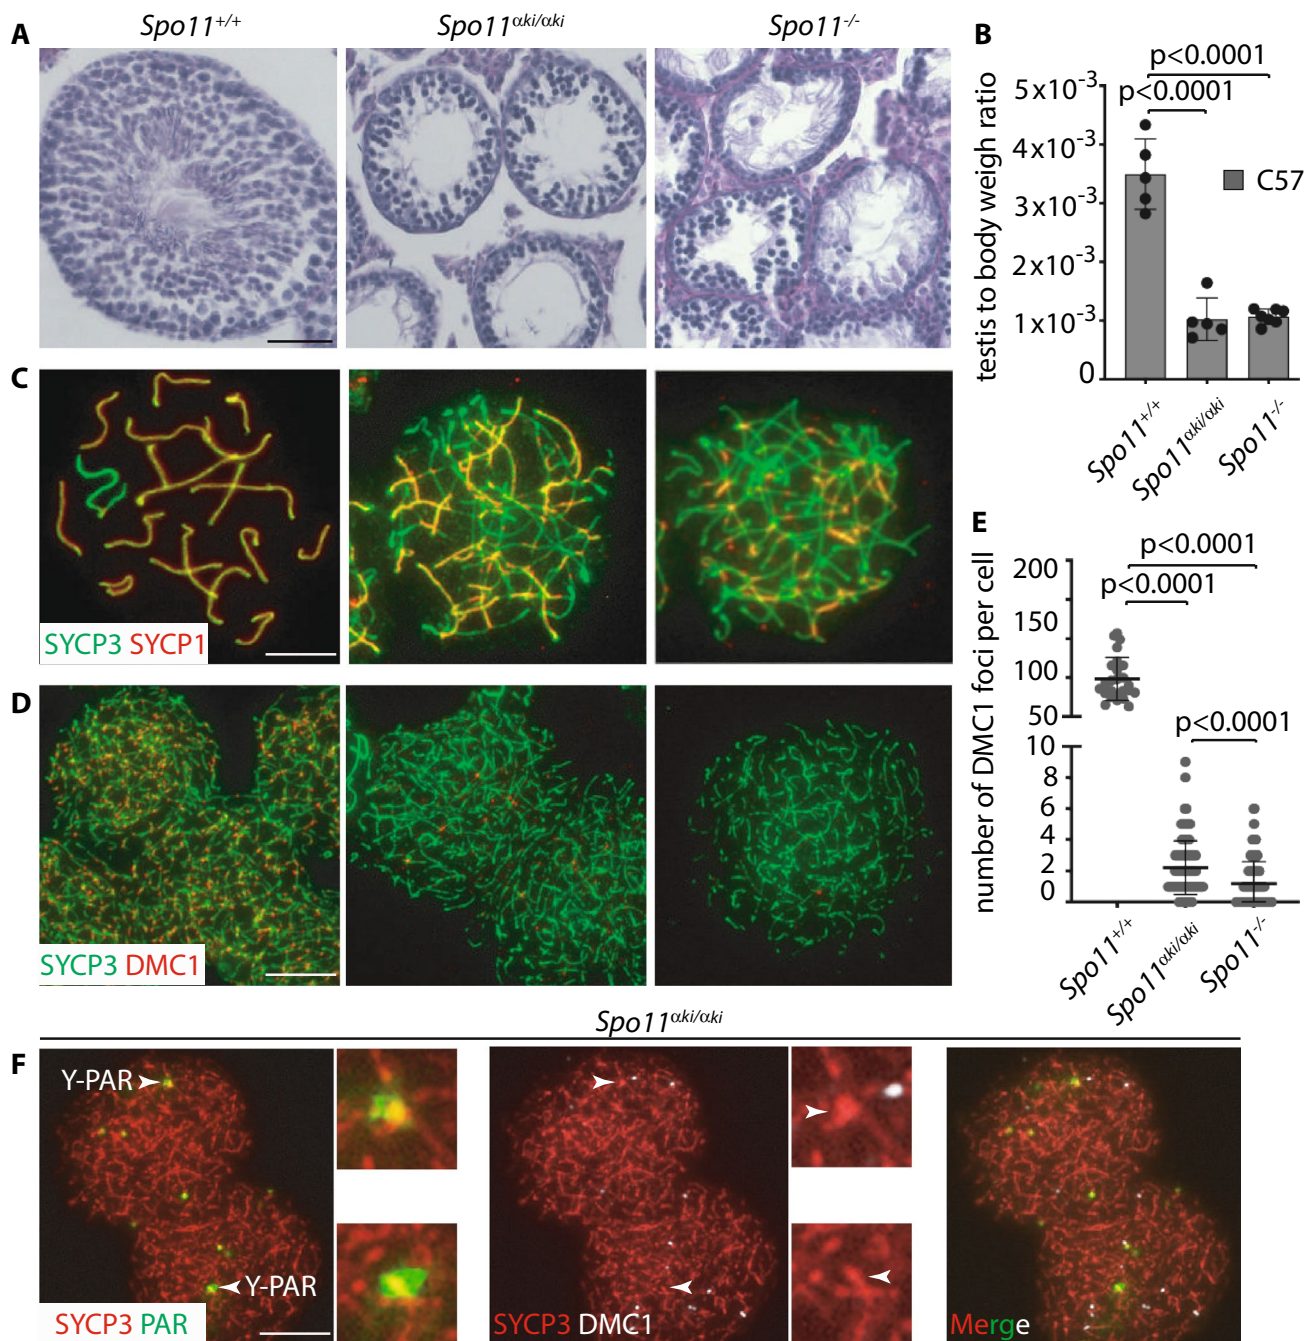 A
Spo11+/+
Spo11αki/αki
Spo11-/-
B
testis to body weigh ratio
5x10-3
4x10-3
3x10-3
2x10-3
1x10-3
0
p<0.0001
p<0.0001
C57
Spo11+/+
Spo11αki/αki
Spo11-/-
C
SYCP3 SYCP1
D
SYCP3 DMC1
E
number of DMC1 foci per cell
200
150
100
50
10
8
6
4
2
0
p<0.0001
p<0.0001
p<0.0001
Spo11+/+
Spo11αki/αki
Spo11-/-
Spo11αki/αki
F
Y-PAR
Y-PAR
SYCP3 PAR
SYCP3 DMC1
Merge